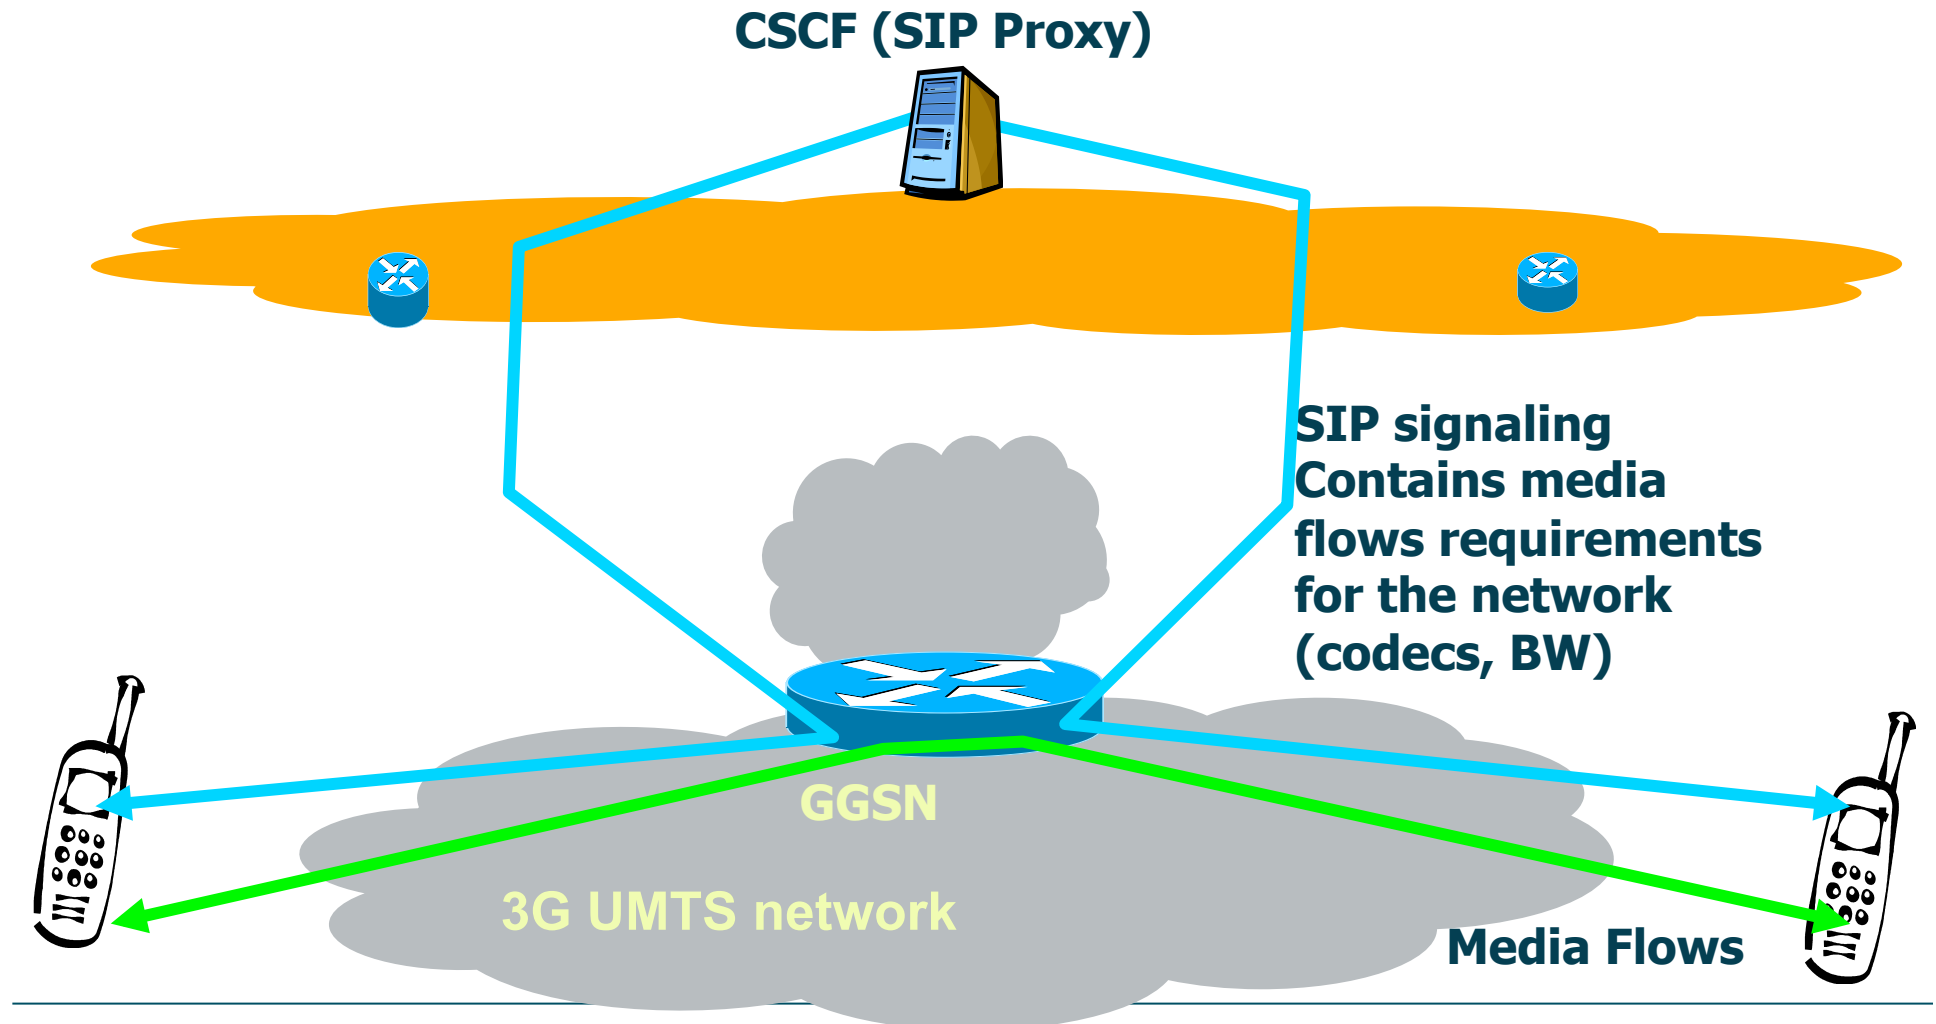 CSCF (SIP Proxy)
SIP signaling
Contains media
flows requirements
for the network
(codecs, BW)
GGSN
3G UMTS network
Media Flows